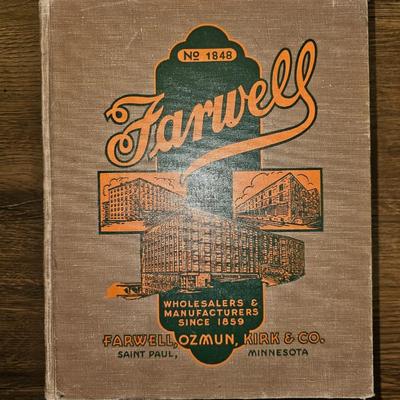 No 1848
Farwell
WHOLESALERS &
MANUFACTURERS
SINCE 1859
FARWELL, OZMUN, KIRK & CO.
SAINT PAUL, MINNESOTA